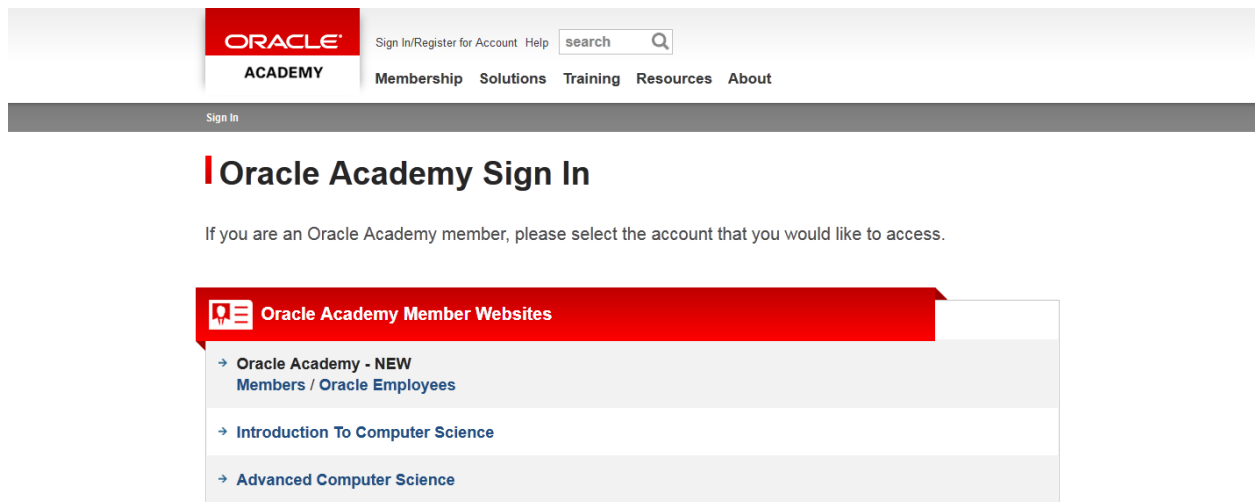 ORACLE®
ACADEMY
Sign In/Register for Account Help search
Membership Solutions Training Resources About
Sign In
Oracle Academy Sign In
If you are an Oracle Academy member, please select the account that you would like to access.
Oracle Academy Member Websites
Oracle Academy - NEW
Members / Oracle Employees
Introduction To Computer Science
Advanced Computer Science